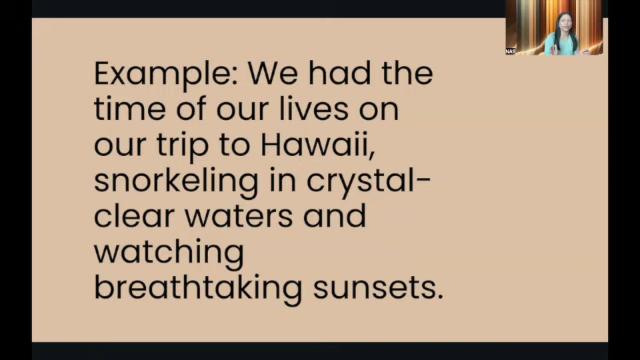 Example: We had the
time of our lives on
our trip to Hawaii,
snorkeling in crystal-
clear waters and
watching
breathtaking sunsets.